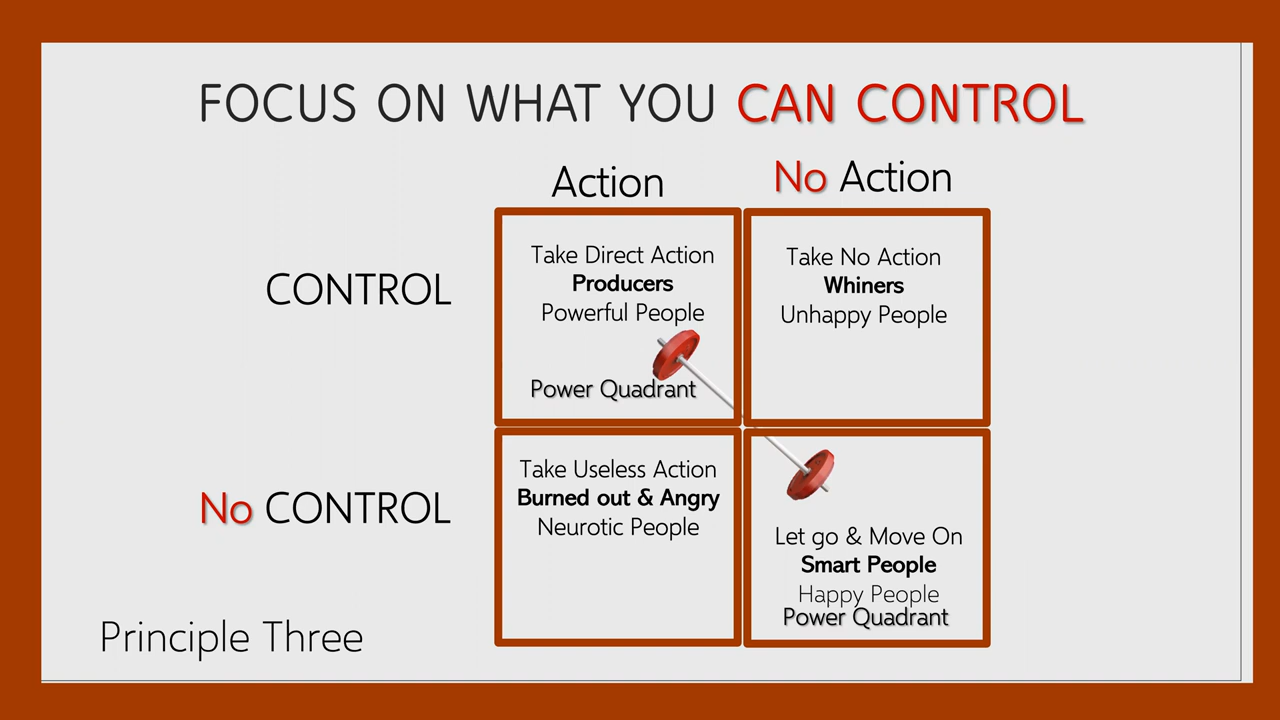 FOCUS ON WHAT YOU CAN CONTROL
Action
No Action
CONTROL
Take Direct Action
Producers
Powerful People
Power Quadrant
Take No Action
Whiners
Unhappy People
No CONTROL
Take Useless Action
Burned out & Angry
Neurotic People
Let go & Move On
Smart People
Happy People
Power Quadrant
Principle Three